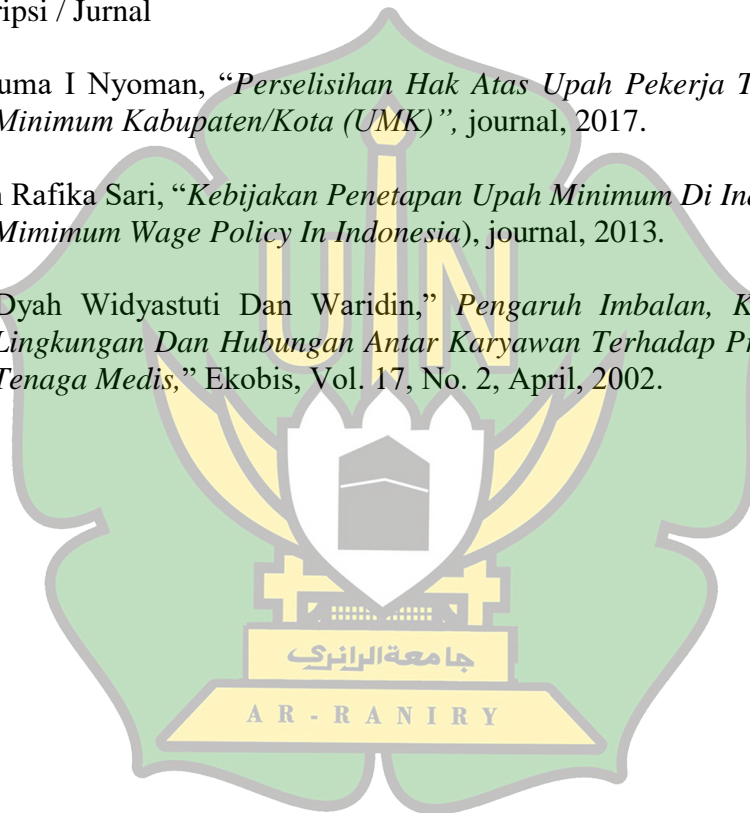 ripsi / Jurnal
uma I Nyoman, “Perselisihan Hak Atas Upah Pekerja T
Minimum Kabupaten/Kota (UMK)”, journal, 2017.
n Rafika Sari, “Kebijakan Penetapan Upah Minimum Di Ind
Mimimum Wage Policy In Indonesia), journal, 2013.
Dyah Widyastuti Dan Waridin,” Pengaruh Imbalan, K
Lingkungan Dan Hubungan Antar Karyawan Terhadap Pr
Tenaga Medis,” Ekobis, Vol. 17, No. 2, April, 2002.
UIN
جامعة الرانري
AR-RANIRY